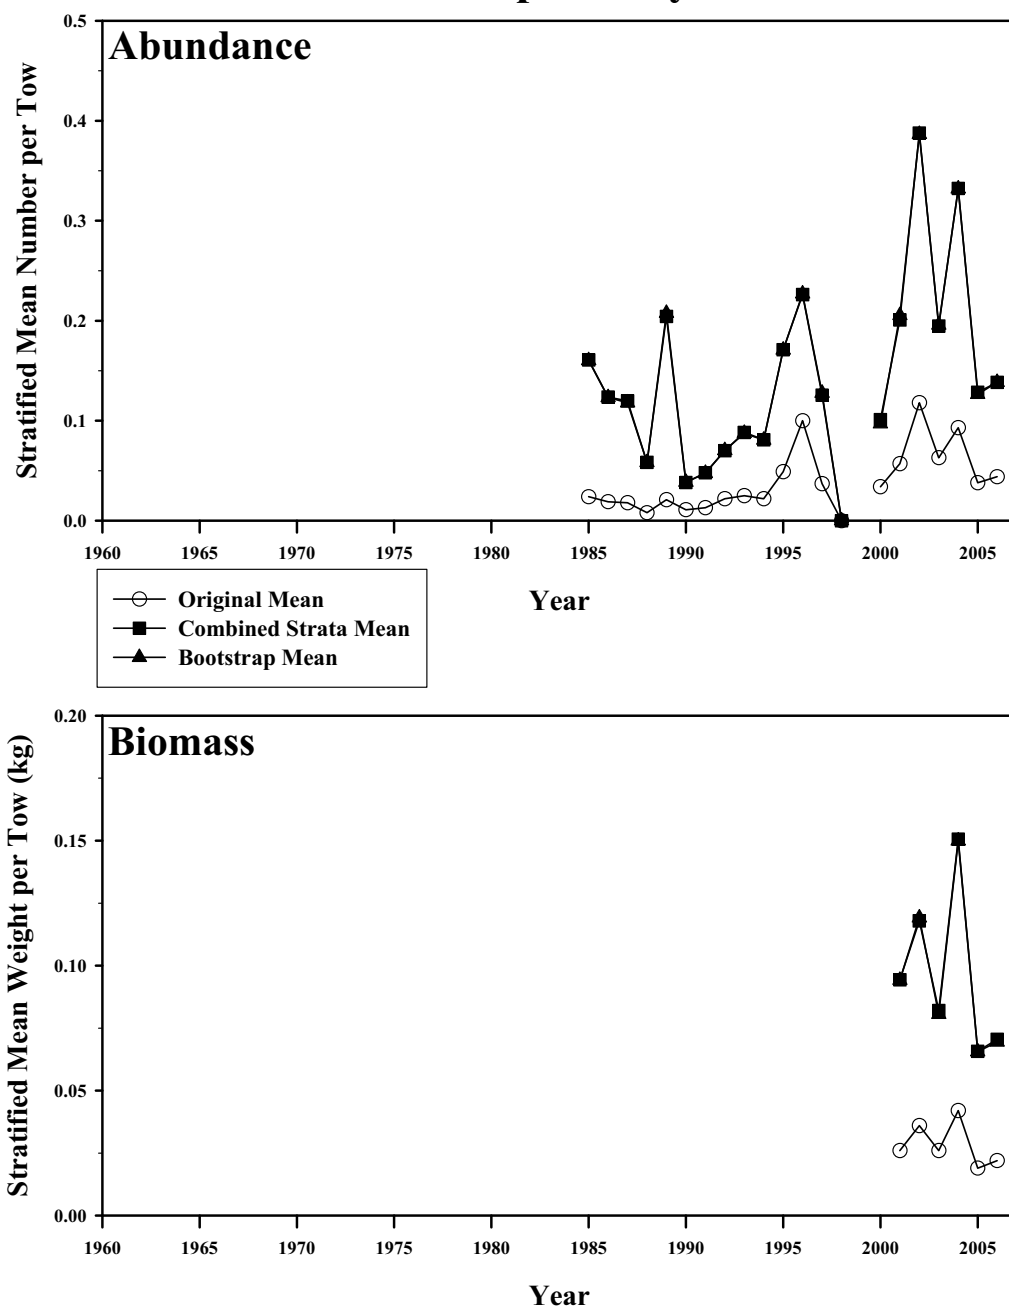 Abundance
Stratified Mean Number per Tow
0.5
0.4
0.3
0.2
0.1
0.0
1960 1965 1970 1975 1980 1985 1990 1995 2000 2005
Year
Original Mean
Combined Strata Mean
Bootstrap Mean
Biomass
Stratified Mean Weight per Tow (kg)
0.20
0.15
0.10
0.05
0.00
1960 1965 1970 1975 1980 1985 1990 1995 2000 2005
Year